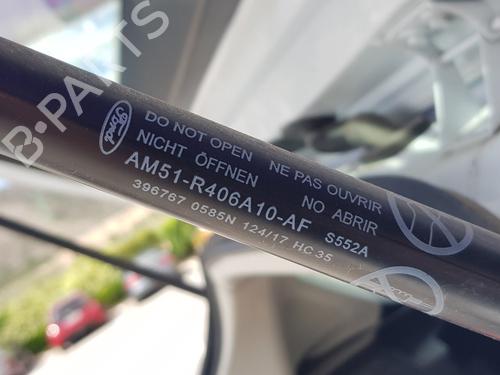 B-PARTS
Ford
DO NOT OPEN NE PAS OUVRIR
NICHT ÖFFNEN NO ABRIR
AM51-R406A10-AF S552A
396767 0585N 124/17 HC 35